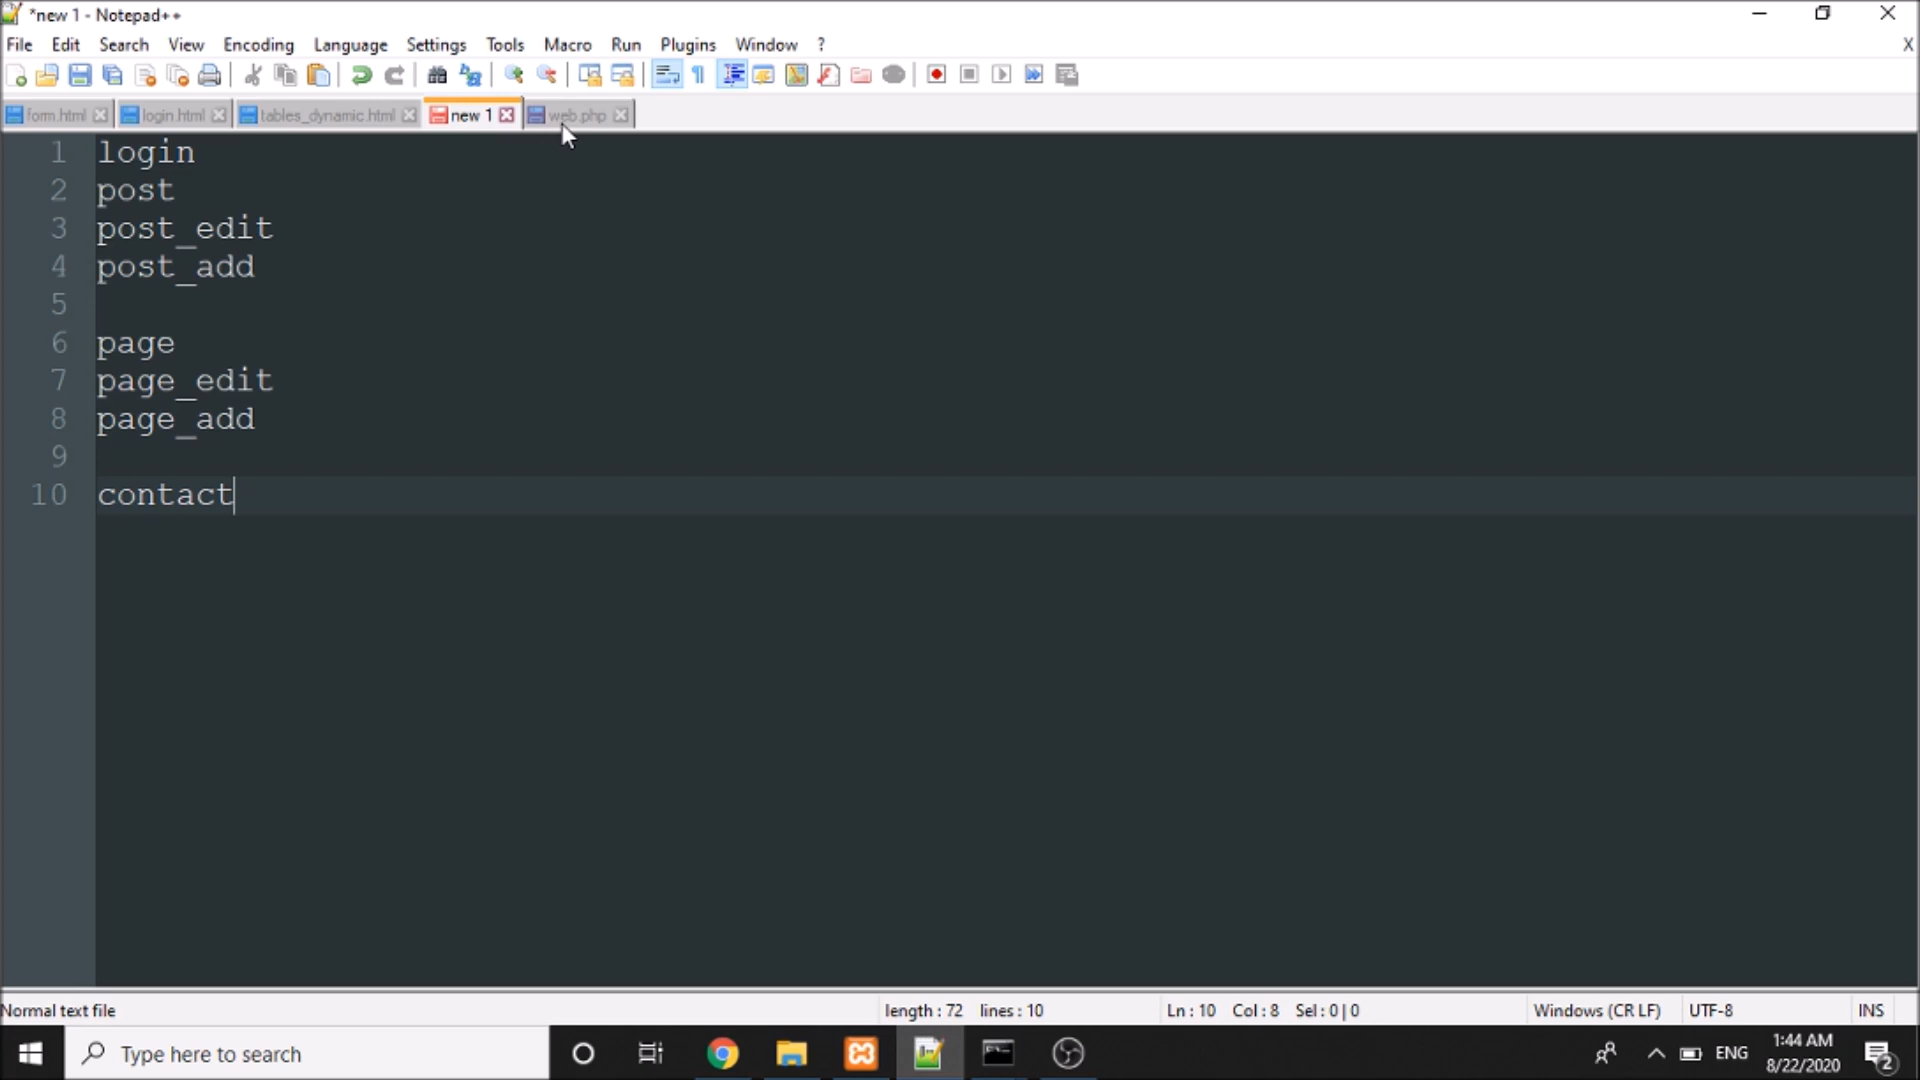 *new 1 - Notepad++
File Edit Search View Encoding Language Settings Tools Macro Run Plugins Window ? X
form.html login.html tables_dynamic.html new 1 web.php
1 login
2 post
3 post_edit
4 post_add
5
6 page
7 page_edit
8 page_add
9
10 contact
Normal text file length : 72 lines : 10 Ln : 10 Col : 8 Sel : 0 | 0 Windows (CR LF) UTF-8 INS
Type here to search ENG 1:44 AM
8/22/2020 2